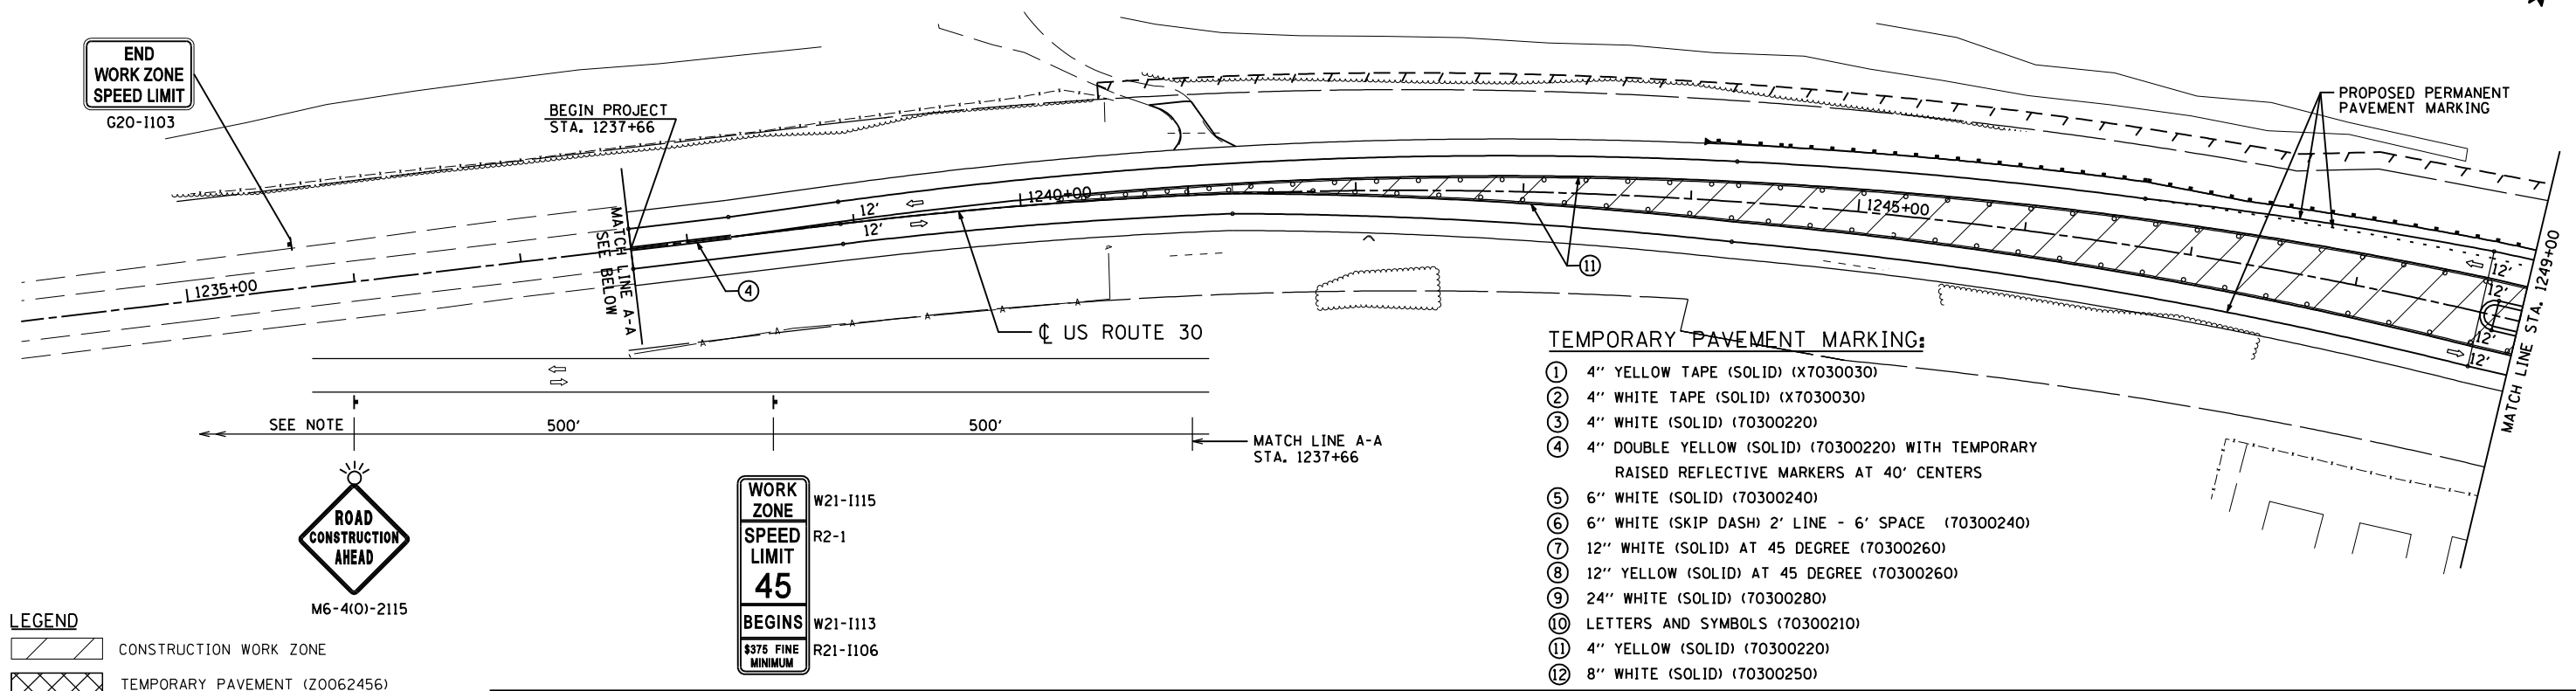 END
WORK ZONE
SPEED LIMIT
G20-I103
BEGIN PROJECT
STA. 1237+66
PROPOSED PERMANENT
PAVEMENT MARKING
1235+00
MATCH LINE A-A
SEE BELOW
12'
12'
1240+00
1245+00
4
11
℄ US ROUTE 30
12'
12'
12'
12'
MATCH LINE STA. 1249+00
SEE NOTE
500'
500'
MATCH LINE A-A
STA. 1237+66
ROAD
CONSTRUCTION
AHEAD
M6-4(O)-2115
WORK
ZONE
W21-I115
SPEED
LIMIT
45
R2-1
BEGINS
W21-I113
$375 FINE
MINIMUM
R21-I106
TEMPORARY PAVEMENT MARKING:
1 4'' YELLOW TAPE (SOLID) (X7030030)
2 4'' WHITE TAPE (SOLID) (X7030030)
3 4'' WHITE (SOLID) (70300220)
4 4'' DOUBLE YELLOW (SOLID) (70300220) WITH TEMPORARY
RAISED REFLECTIVE MARKERS AT 40' CENTERS
5 6'' WHITE (SOLID) (70300240)
6 6'' WHITE (SKIP DASH) 2' LINE - 6' SPACE (70300240)
7 12'' WHITE (SOLID) AT 45 DEGREE (70300260)
8 12'' YELLOW (SOLID) AT 45 DEGREE (70300260)
9 24'' WHITE (SOLID) (70300280)
10 LETTERS AND SYMBOLS (70300210)
11 4'' YELLOW (SOLID) (70300220)
12 8'' WHITE (SOLID) (70300250)
LEGEND
CONSTRUCTION WORK ZONE
TEMPORARY PAVEMENT (Z0062456)